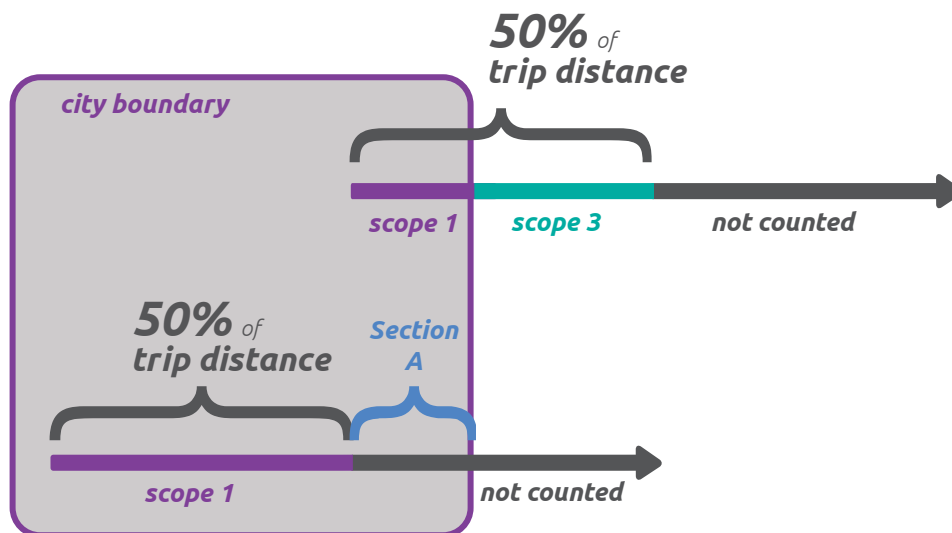 50% of
trip distance
city boundary
scope 1
scope 3
not counted
50% of
trip distance
Section
A
scope 1
not counted